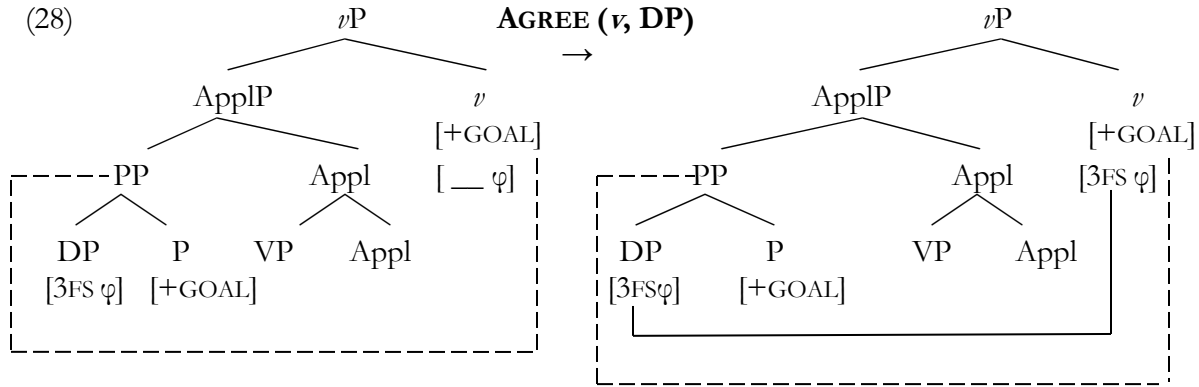 (28) vP AGREE (v, DP) vP
→
ApplP v ApplP v
[+GOAL] [+GOAL]
PP Appl [ __ φ] PP Appl [3FS φ]
DP P VP Appl DP P VP Appl
[3FS φ] [+GOAL] [3FSφ] [+GOAL]